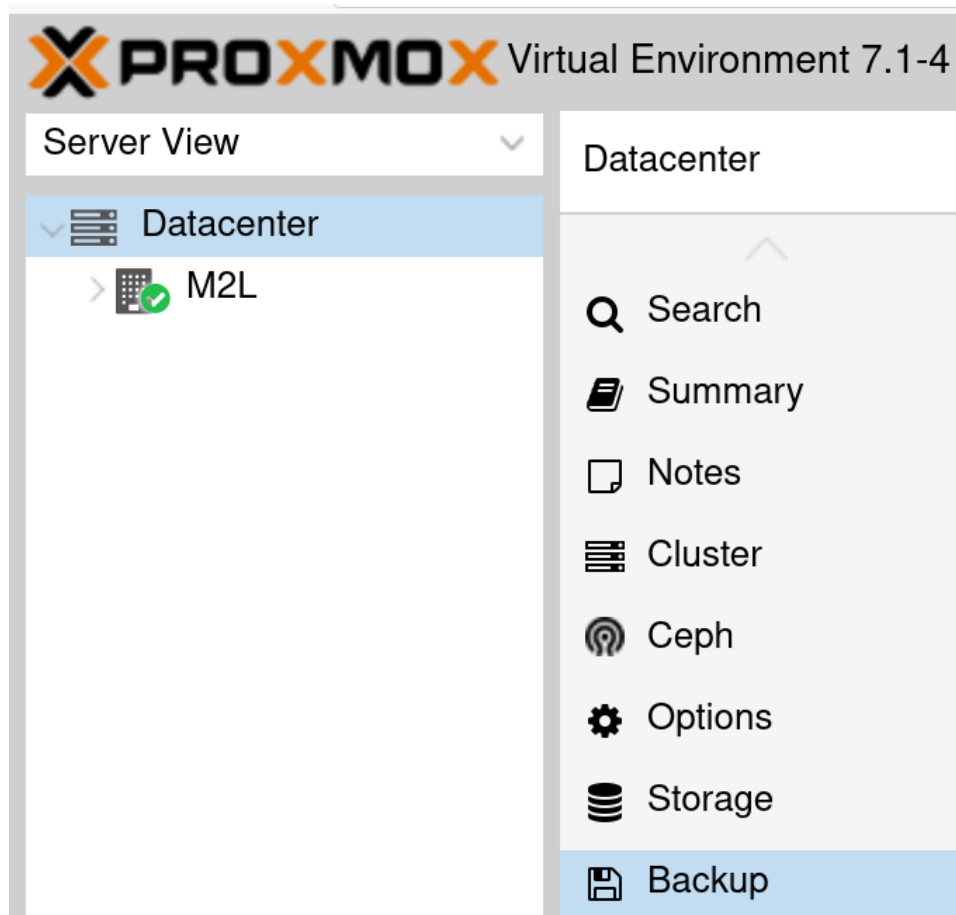 PROXMOX Virtual Environment 7.1-4
Server View
Datacenter
M2L
Datacenter
Search
Summary
Notes
Cluster
Ceph
Options
Storage
Backup